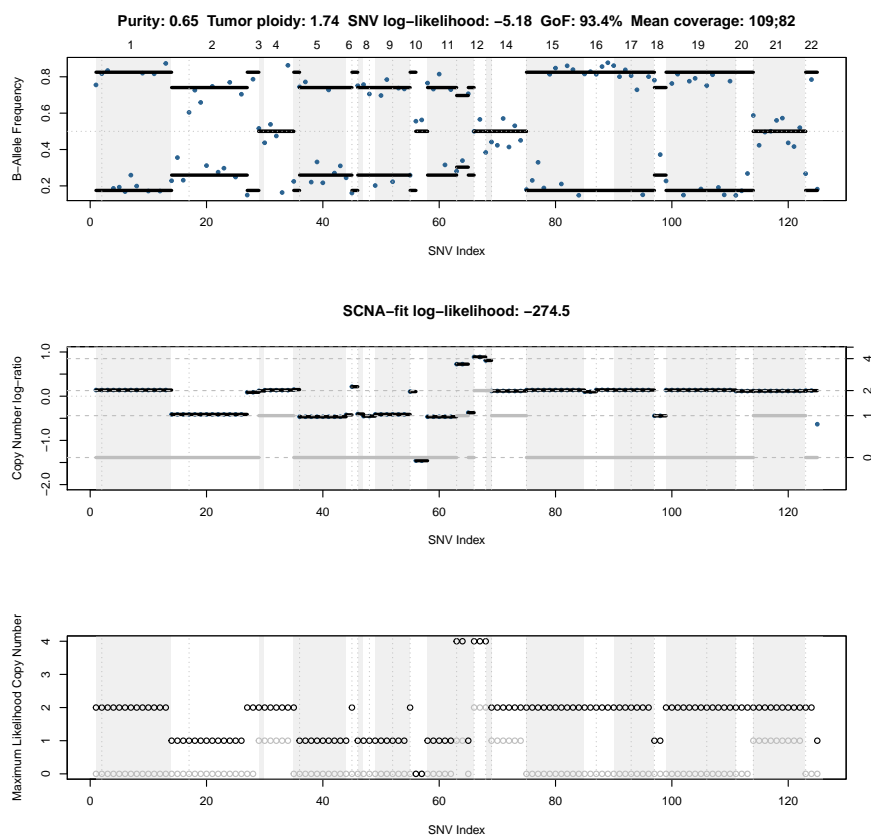 Purity: 0.65 Tumor ploidy: 1.74 SNV log−likelihood: −5.18 GoF: 93.4% Mean coverage: 109;82
1 2 3 4 5 6 8 9 10 11 12 14 15 16 17 18 19 20 21 22
B−Allele Frequency
0.8
0.6
0.4
0.2
0 20 40 60 80 100 120
SNV Index
SCNA−fit log−likelihood: −274.5
Copy Number log−ratio
1.0 4
0.0 2
−1.0 1
−2.0 0
0 20 40 60 80 100 120
SNV Index
Maximum Likelihood Copy Number
4
3
2
1
0
0 20 40 60 80 100 120
SNV Index